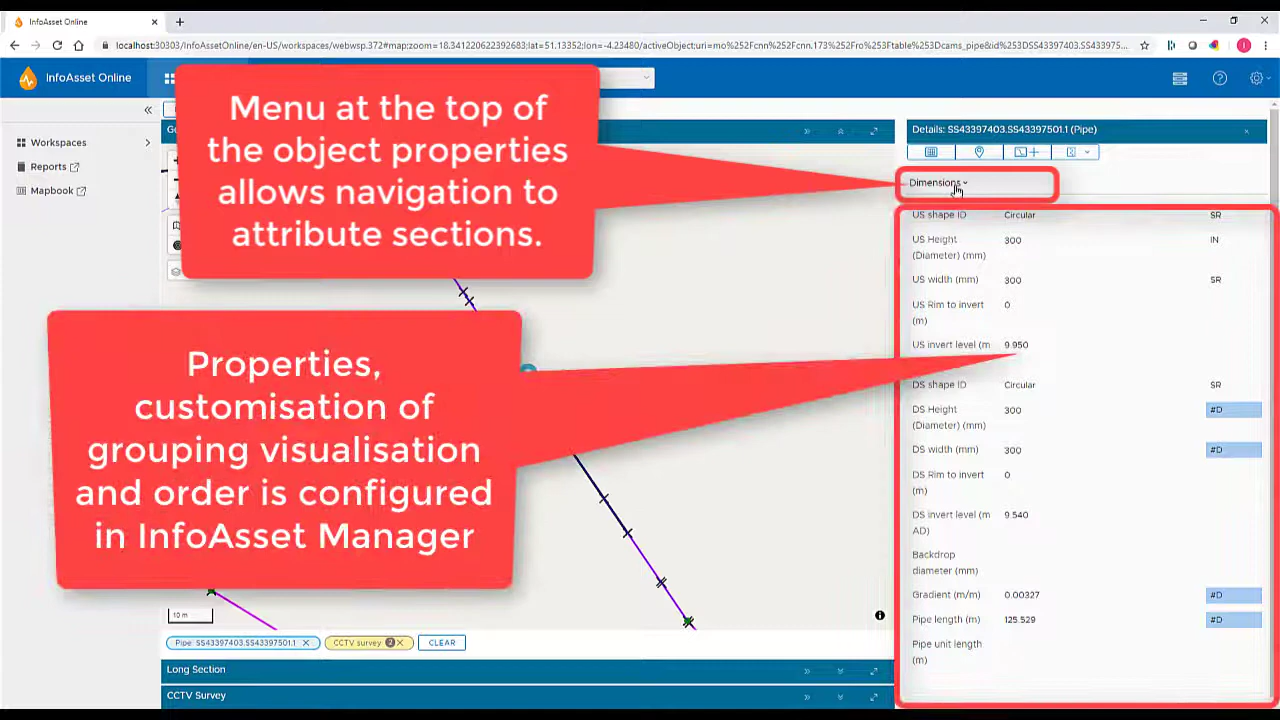 InfoAsset Online
localhost:30303/InfoAssetOnline/en-US/workspaces/webwsp.372#map;zoom=18.341220622392683;lat=51.13352;lon=-4.23480/activeObject;uri=mo%252Fcnn%252Fcnn.173%252Fro%253Ftable%253Dcams_pipe&id%253DSS43397403.SS433975...
InfoAsset Online
Workspaces
Reports
Mapbook
Menu at the top of
the object properties
allows navigation to
attribute sections.
Properties,
customisation of
grouping visualisation
and order is configured
in InfoAsset Manager
10 m
Pipe: SS43397403.SS43397501.1
CCTV survey 2
CLEAR
Long Section
CCTV Survey
Details: SS43397403.SS43397501.1 (Pipe)
Dimensions
US shape ID Circular SR
US Height 300 IN
(Diameter) (mm)
US width (mm) 300 SR
US Rim to invert 0
(m)
US invert level (m 9.950
DS shape ID Circular SR
DS Height 300 #D
(Diameter) (mm)
DS width (mm) 300 #D
DS Rim to invert 0
(m)
DS invert level (m 9.540
AD)
Backdrop
diameter (mm)
Gradient (m/m) 0.00327 #D
Pipe length (m) 125.529 #D
Pipe unit length
(m)